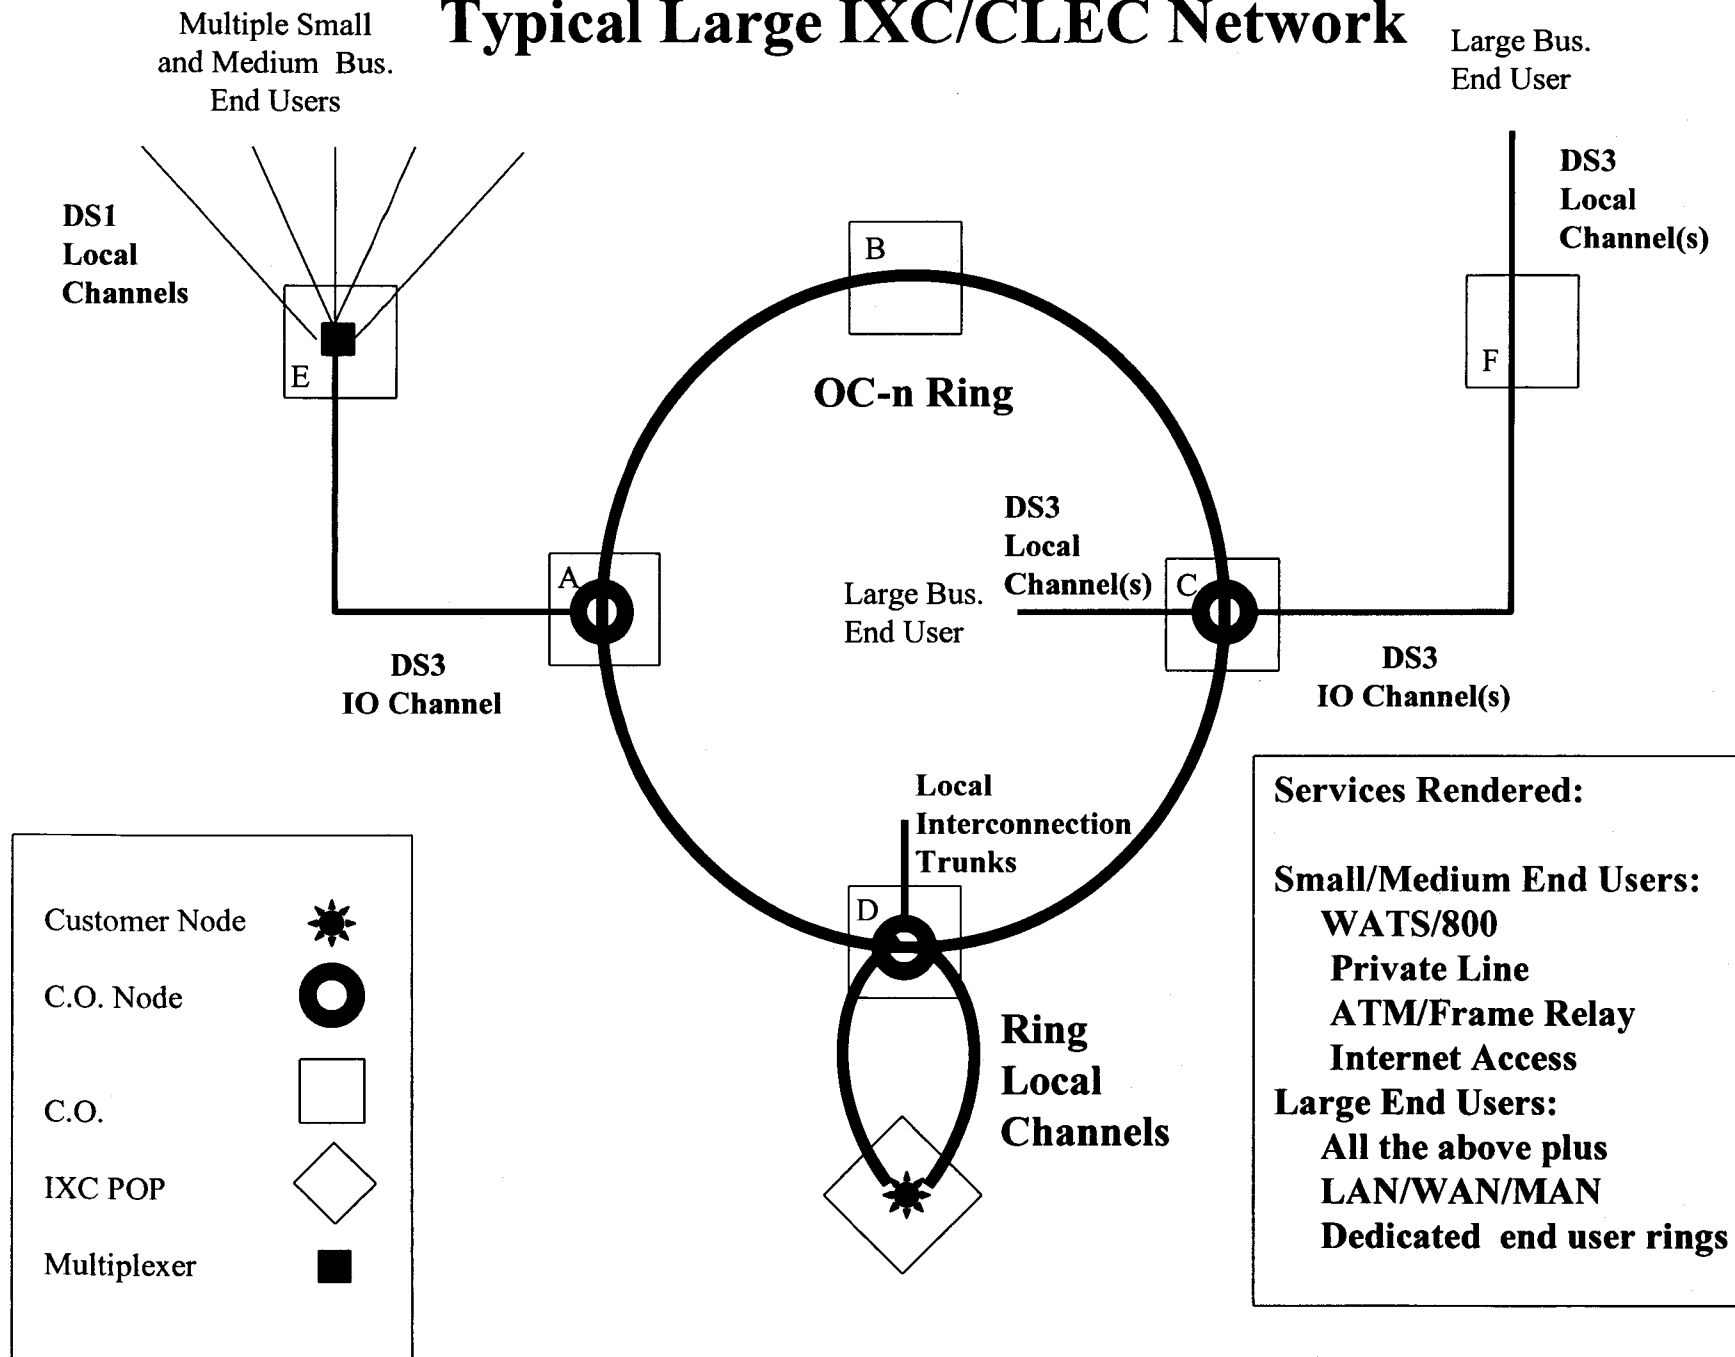 Typical Large IXC/CLEC Network
Multiple Small
and Medium Bus.
End Users
Large Bus.
End User
DS1
Local
Channels
DS3
Local
Channel(s)
B
E
F
OC-n Ring
DS3
Local
Channel(s)
A
C
Large Bus.
End User
DS3
IO Channel
DS3
IO Channel(s)
Local
Interconnection
Trunks
D
Ring
Local
Channels
Customer Node
C.O. Node
C.O.
IXC POP
Multiplexer
Services Rendered:
Small/Medium End Users:
WATS/800
Private Line
ATM/Frame Relay
Internet Access
Large End Users:
All the above plus
LAN/WAN/MAN
Dedicated end user rings